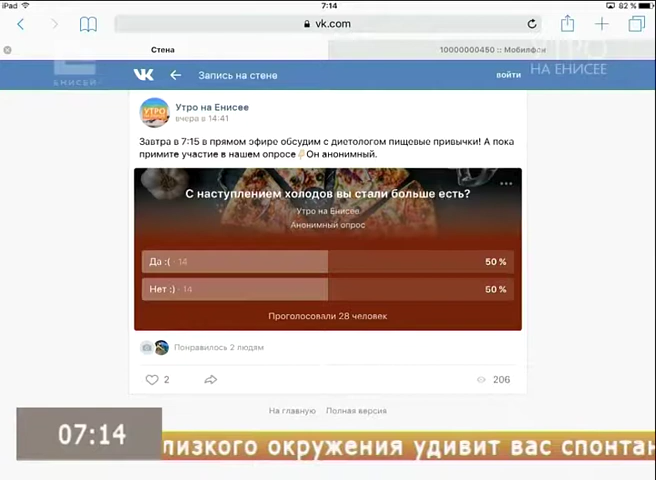 iPad
7:14
82 %
vk.com
Стена
10000000450 :: Мобилфон
УТРО
НА ЕНИСЕЕ
ЕНИСЕЙ
Запись на стене
войти
УТРО
Утро на Енисее
вчера в 14:41
Завтра в 7:15 в прямом эфире обсудим с диетологом пищевые привычки! А пока
примите участие в нашем опросе👇Он анонимный.
С наступлением холодов вы стали больше есть?
Утро на Енисее
Анонимный опрос
Да :( · 14 50 %
Нет :) · 14 50 %
Проголосовали 28 человек
Понравилось 2 людям
2
206
На главную Полная версия
07:14
лизкого окружения удивит вас спонтан